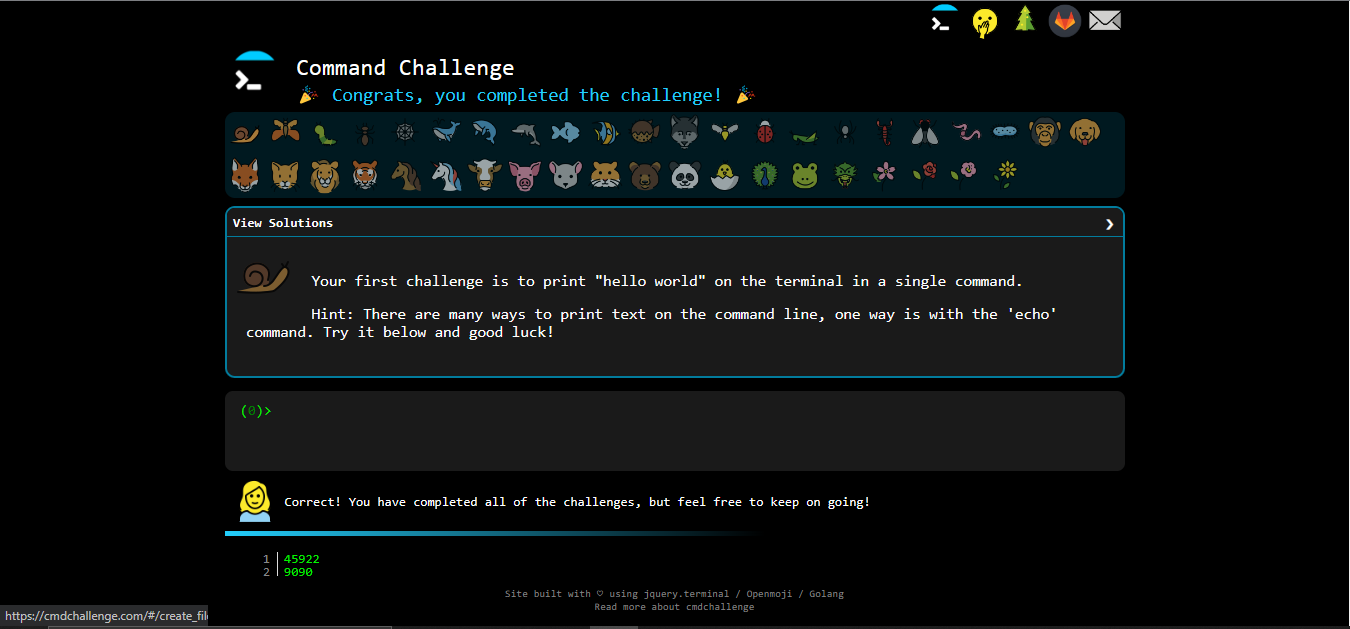 Command Challenge
Congrats, you completed the challenge!
View Solutions
Your first challenge is to print "hello world" on the terminal in a single command.
Hint: There are many ways to print text on the command line, one way is with the 'echo'
command. Try it below and good luck!
(0)>
Correct! You have completed all of the challenges, but feel free to keep on going!
1 45922
2 9090
Site built with ♡ using jquery.terminal / Openmoji / Golang
Read more about cmdchallenge
https://cmdchallenge.com/#/create_fil